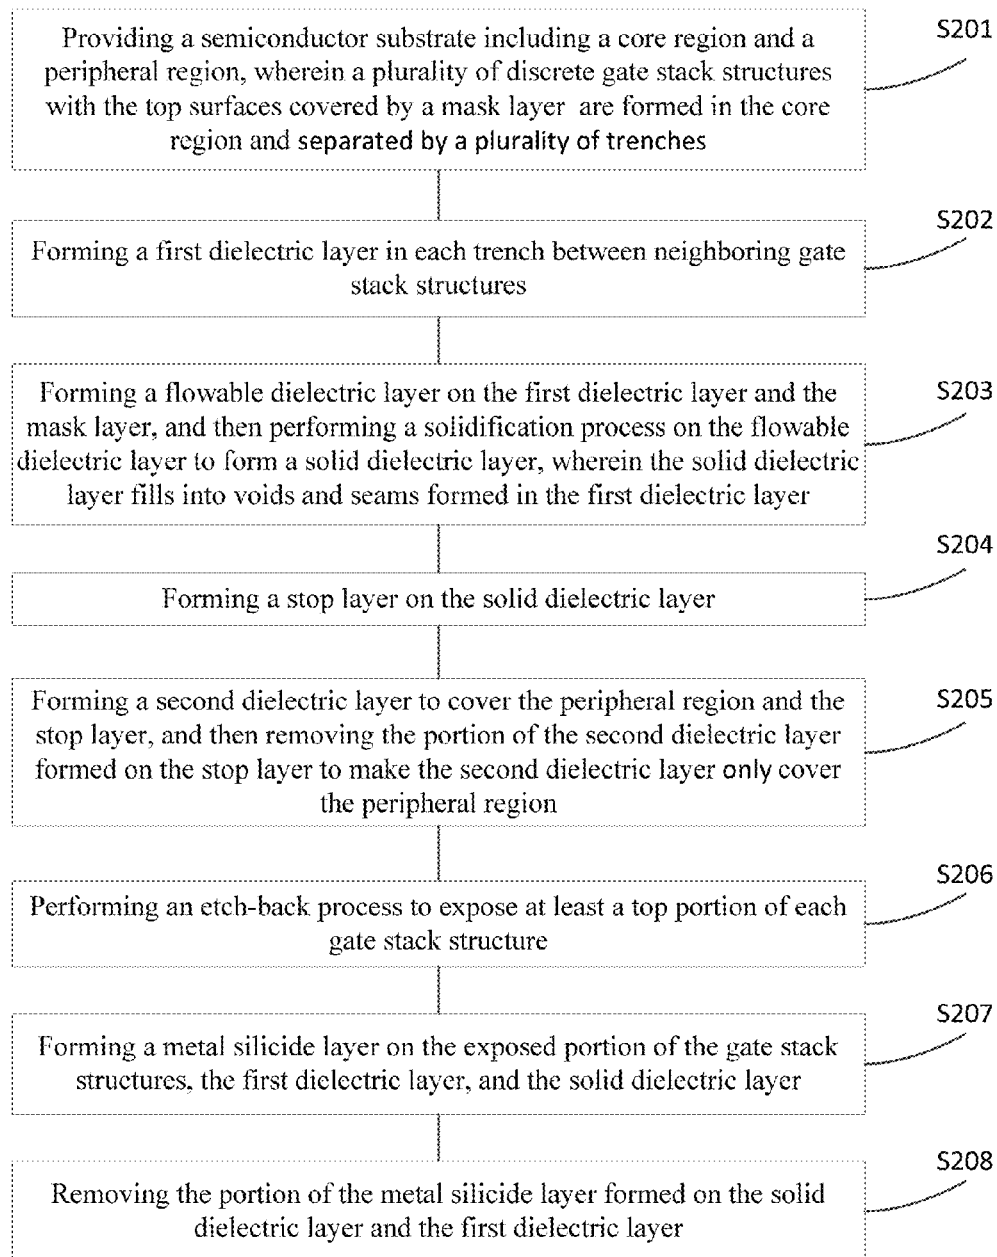 S201
Providing a semiconductor substrate including a core region and a
peripheral region, wherein a plurality of discrete gate stack structures
with the top surfaces covered by a mask layer are formed in the core
region and separated by a plurality of trenches
S202
Forming a first dielectric layer in each trench between neighboring gate
stack structures
S203
Forming a flowable dielectric layer on the first dielectric layer and the
mask layer, and then performing a solidification process on the flowable
dielectric layer to form a solid dielectric layer, wherein the solid dielectric
layer fills into voids and seams formed in the first dielectric layer
S204
Forming a stop layer on the solid dielectric layer
S205
Forming a second dielectric layer to cover the peripheral region and the
stop layer, and then removing the portion of the second dielectric layer
formed on the stop layer to make the second dielectric layer only cover
the peripheral region
S206
Performing an etch-back process to expose at least a top portion of each
gate stack structure
S207
Forming a metal silicide layer on the exposed portion of the gate stack
structures, the first dielectric layer, and the solid dielectric layer
S208
Removing the portion of the metal silicide layer formed on the solid
dielectric layer and the first dielectric layer